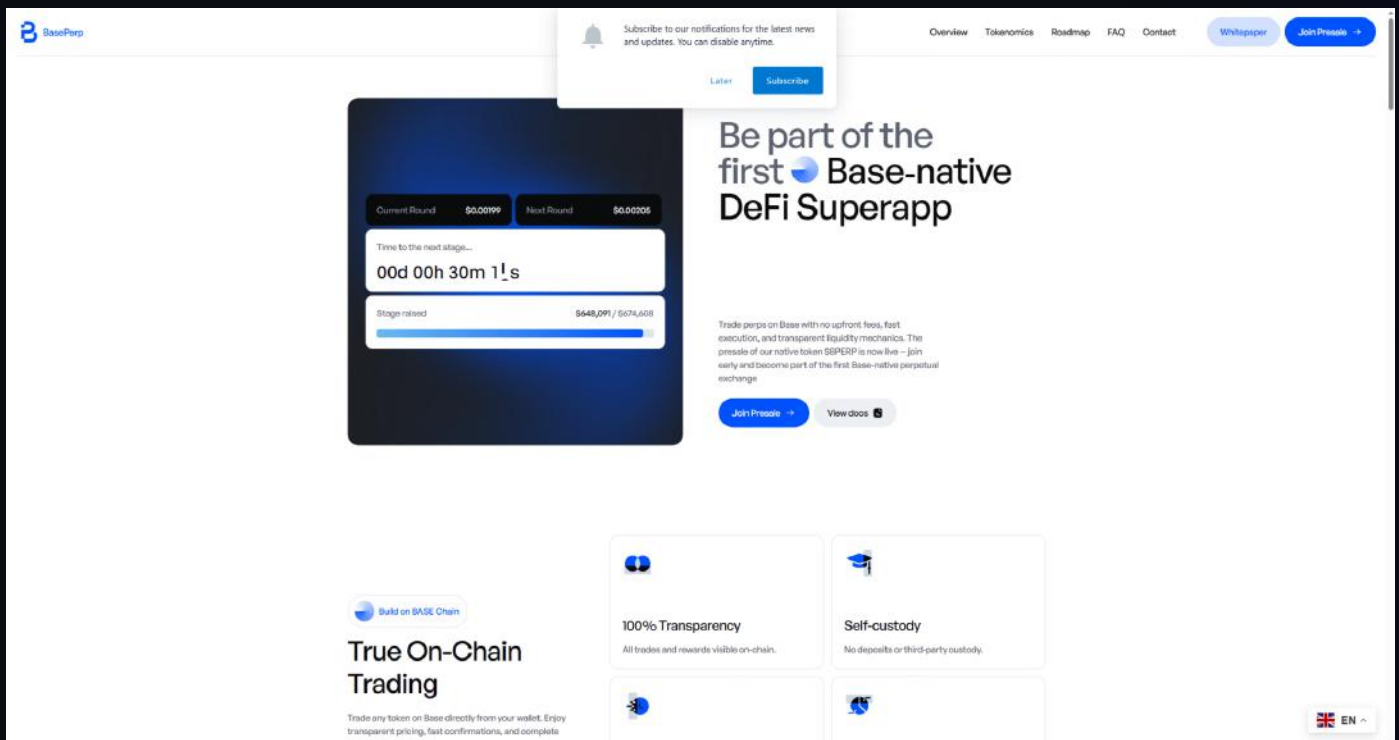 BasePerp
Subscribe to our notifications for the latest news
and updates. You can disable anytime.
Later
Subscribe
Overview
Tokenomics
Roadmap
FAQ
Contact
Whitepaper
Join Presale →
Current Round $0.00199
Next Round $0.00205
Time to the next stage...
00d 00h 30m 1 s
Stage raised $648,091 / $674,608
Be part of the
first Base-native
DeFi Superapp
Trade perps on Base with no upfront fees, fast
execution, and transparent liquidity mechanics. The
presale of our native token $BPERP is now live – join
early and become part of the first Base-native perpetual
exchange
Join Presale →
View docs
Build on BASE Chain
True On-Chain
Trading
Trade any token on Base directly from your wallet. Enjoy
transparent pricing, fast confirmations, and complete
100% Transparency
All trades and rewards visible on-chain.
Self-custody
No deposits or third-party custody.
EN